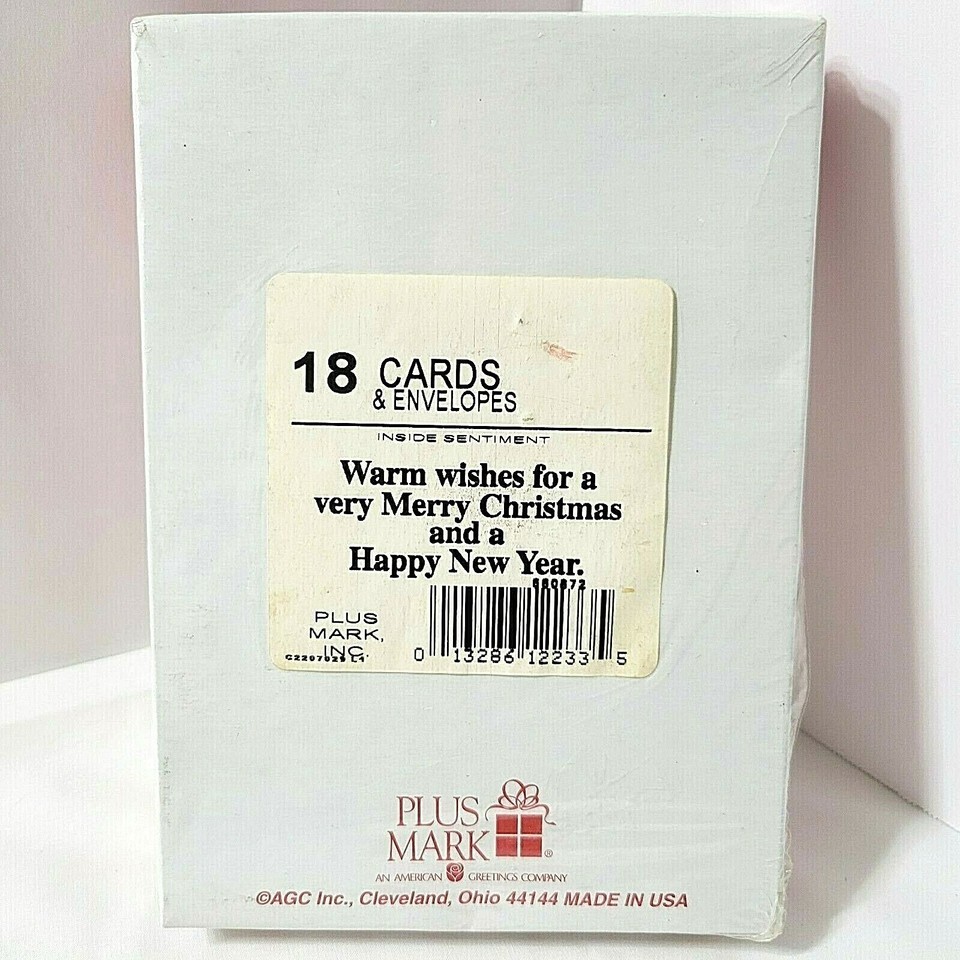 18 CARDS
& ENVELOPES
INSIDE SENTIMENT
Warm wishes for a
very Merry Christmas
and a
Happy New Year.
PLUS
MARK,
INC.
0 13286 12233 5
PLUS
MARK ®
AN AMERICAN GREETINGS COMPANY
©AGC Inc., Cleveland, Ohio 44144 MADE IN USA